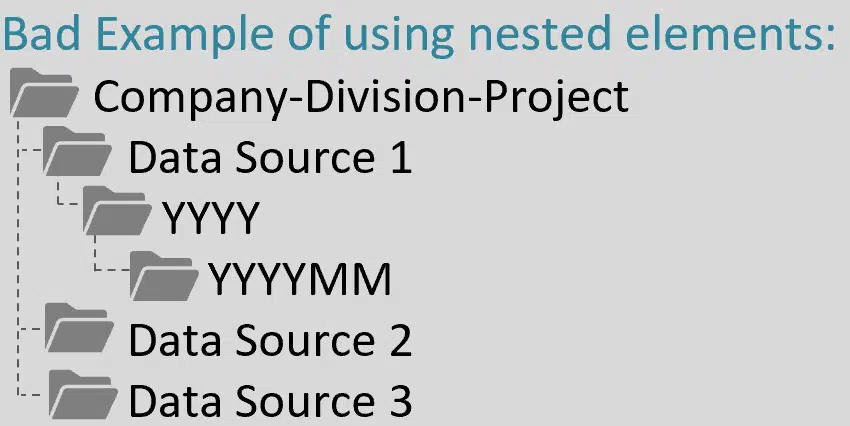 Bad Example of using nested elements:
Company-Division-Project
Data Source 1
YYYY
YYYYMM
Data Source 2
Data Source 3